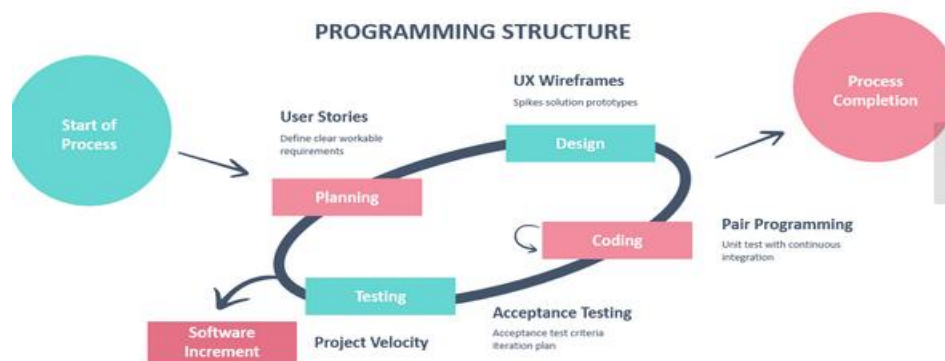 PROGRAMMING STRUCTURE
Start of
Process
User Stories
Define clear workable
requirements
Planning
UX Wireframes
Spikes solution prototypes
Design
Process
Completion
Coding
Pair Programming
Unit test with continuous
integration
Testing
Acceptance Testing
Acceptance test criteria
iteration plan
Software
Increment
Project Velocity